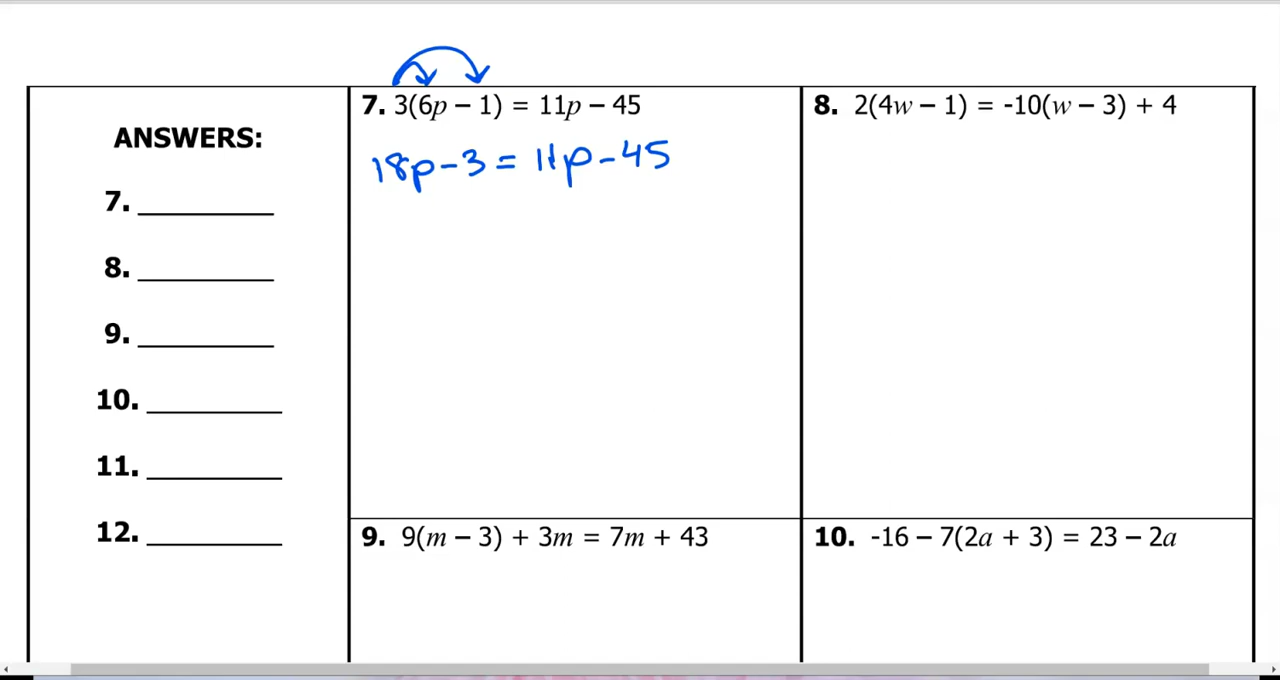 ANSWERS:
7. __________
8. __________
9. __________
10. __________
11. __________
12. __________
7. 3(6p – 1) = 11p – 45
18p – 3 = 11p – 45
8. 2(4w – 1) = -10(w – 3) + 4
9. 9(m – 3) + 3m = 7m + 43
10. -16 – 7(2a + 3) = 23 – 2a